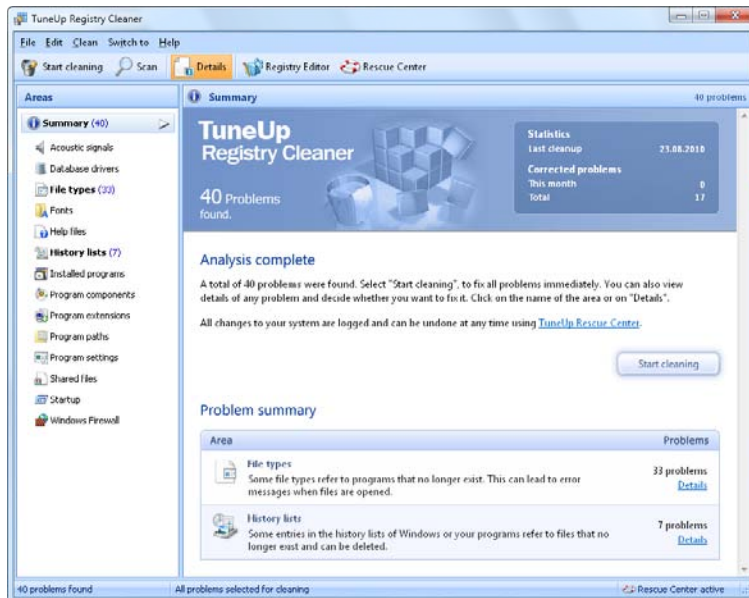 TuneUp Registry Cleaner
File Edit Clean Switch to Help
Start cleaning Scan Details Registry Editor Rescue Center
Areas
Summary (40)
Acoustic signals
Database drivers
File types (33)
Fonts
Help files
History lists (7)
Installed programs
Program components
Program extensions
Program paths
Program settings
Shared files
Startup
Windows Firewall
Summary
40 problems
TuneUp
Registry Cleaner
40 Problems
found.
Statistics
Last cleanup 23.08.2010
Corrected problems
This month 0
Total 17
Analysis complete
A total of 40 problems were found. Select "Start cleaning", to fix all problems immediately. You can also view
details of any problem and decide whether you want to fix it. Click on the name of the area or on "Details".
All changes to your system are logged and can be undone at any time using TuneUp Rescue Center.
Start cleaning
Problem summary
Area Problems
File types
Some file types refer to programs that no longer exist. This can lead to error
messages when files are opened.
33 problems
Details
History lists
Some entries in the history lists of Windows or your programs refer to files that no
longer exist and can be deleted.
7 problems
Details
40 problems found
All problems selected for cleaning
Rescue Center active